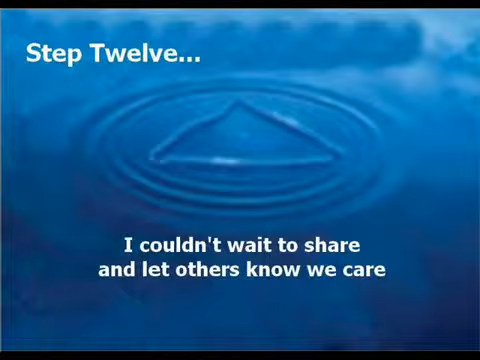 Step Twelve...
I couldn't wait to share
and let others know we care